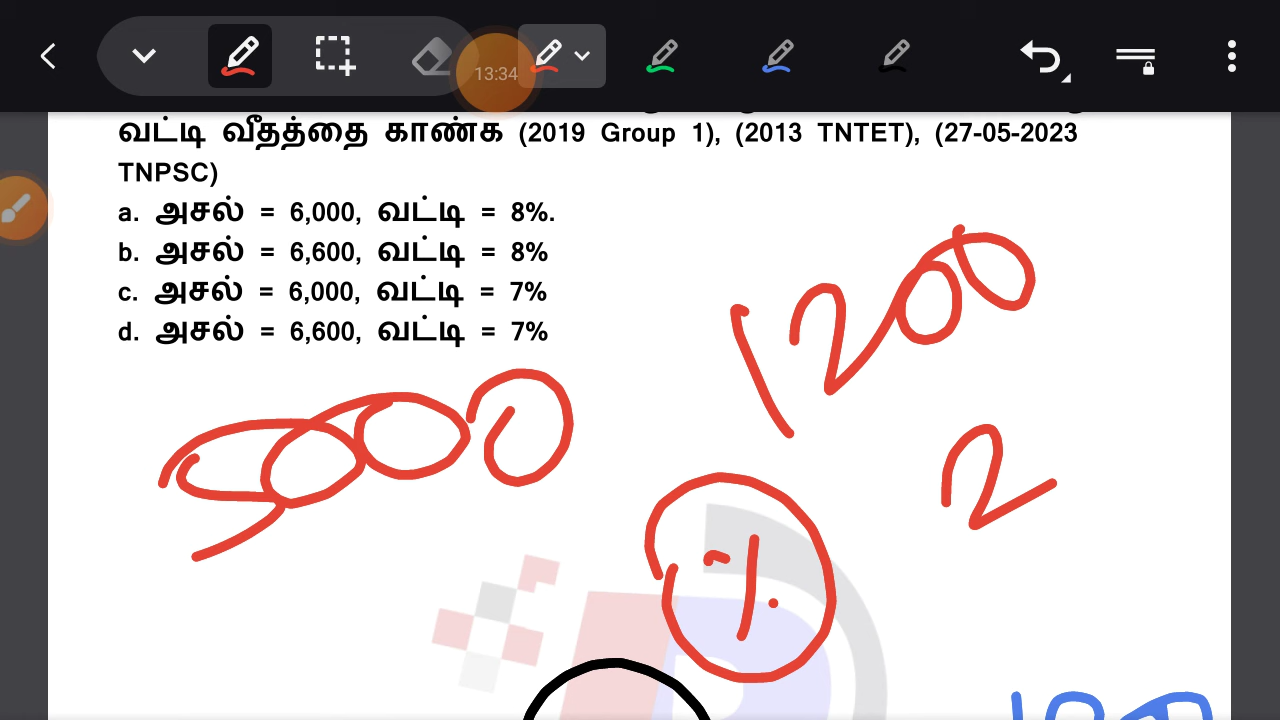 13:34
வட்டி வீதத்தை காண்க (2019 Group 1), (2013 TNTET), (27-05-2023
TNPSC)
a. அசல் = 6,000, வட்டி = 8%.
b. அசல் = 6,600, வட்டி = 8%
c. அசல் = 6,000, வட்டி = 7%
d. அசல் = 6,600, வட்டி = 7%
1200
5000
2
%